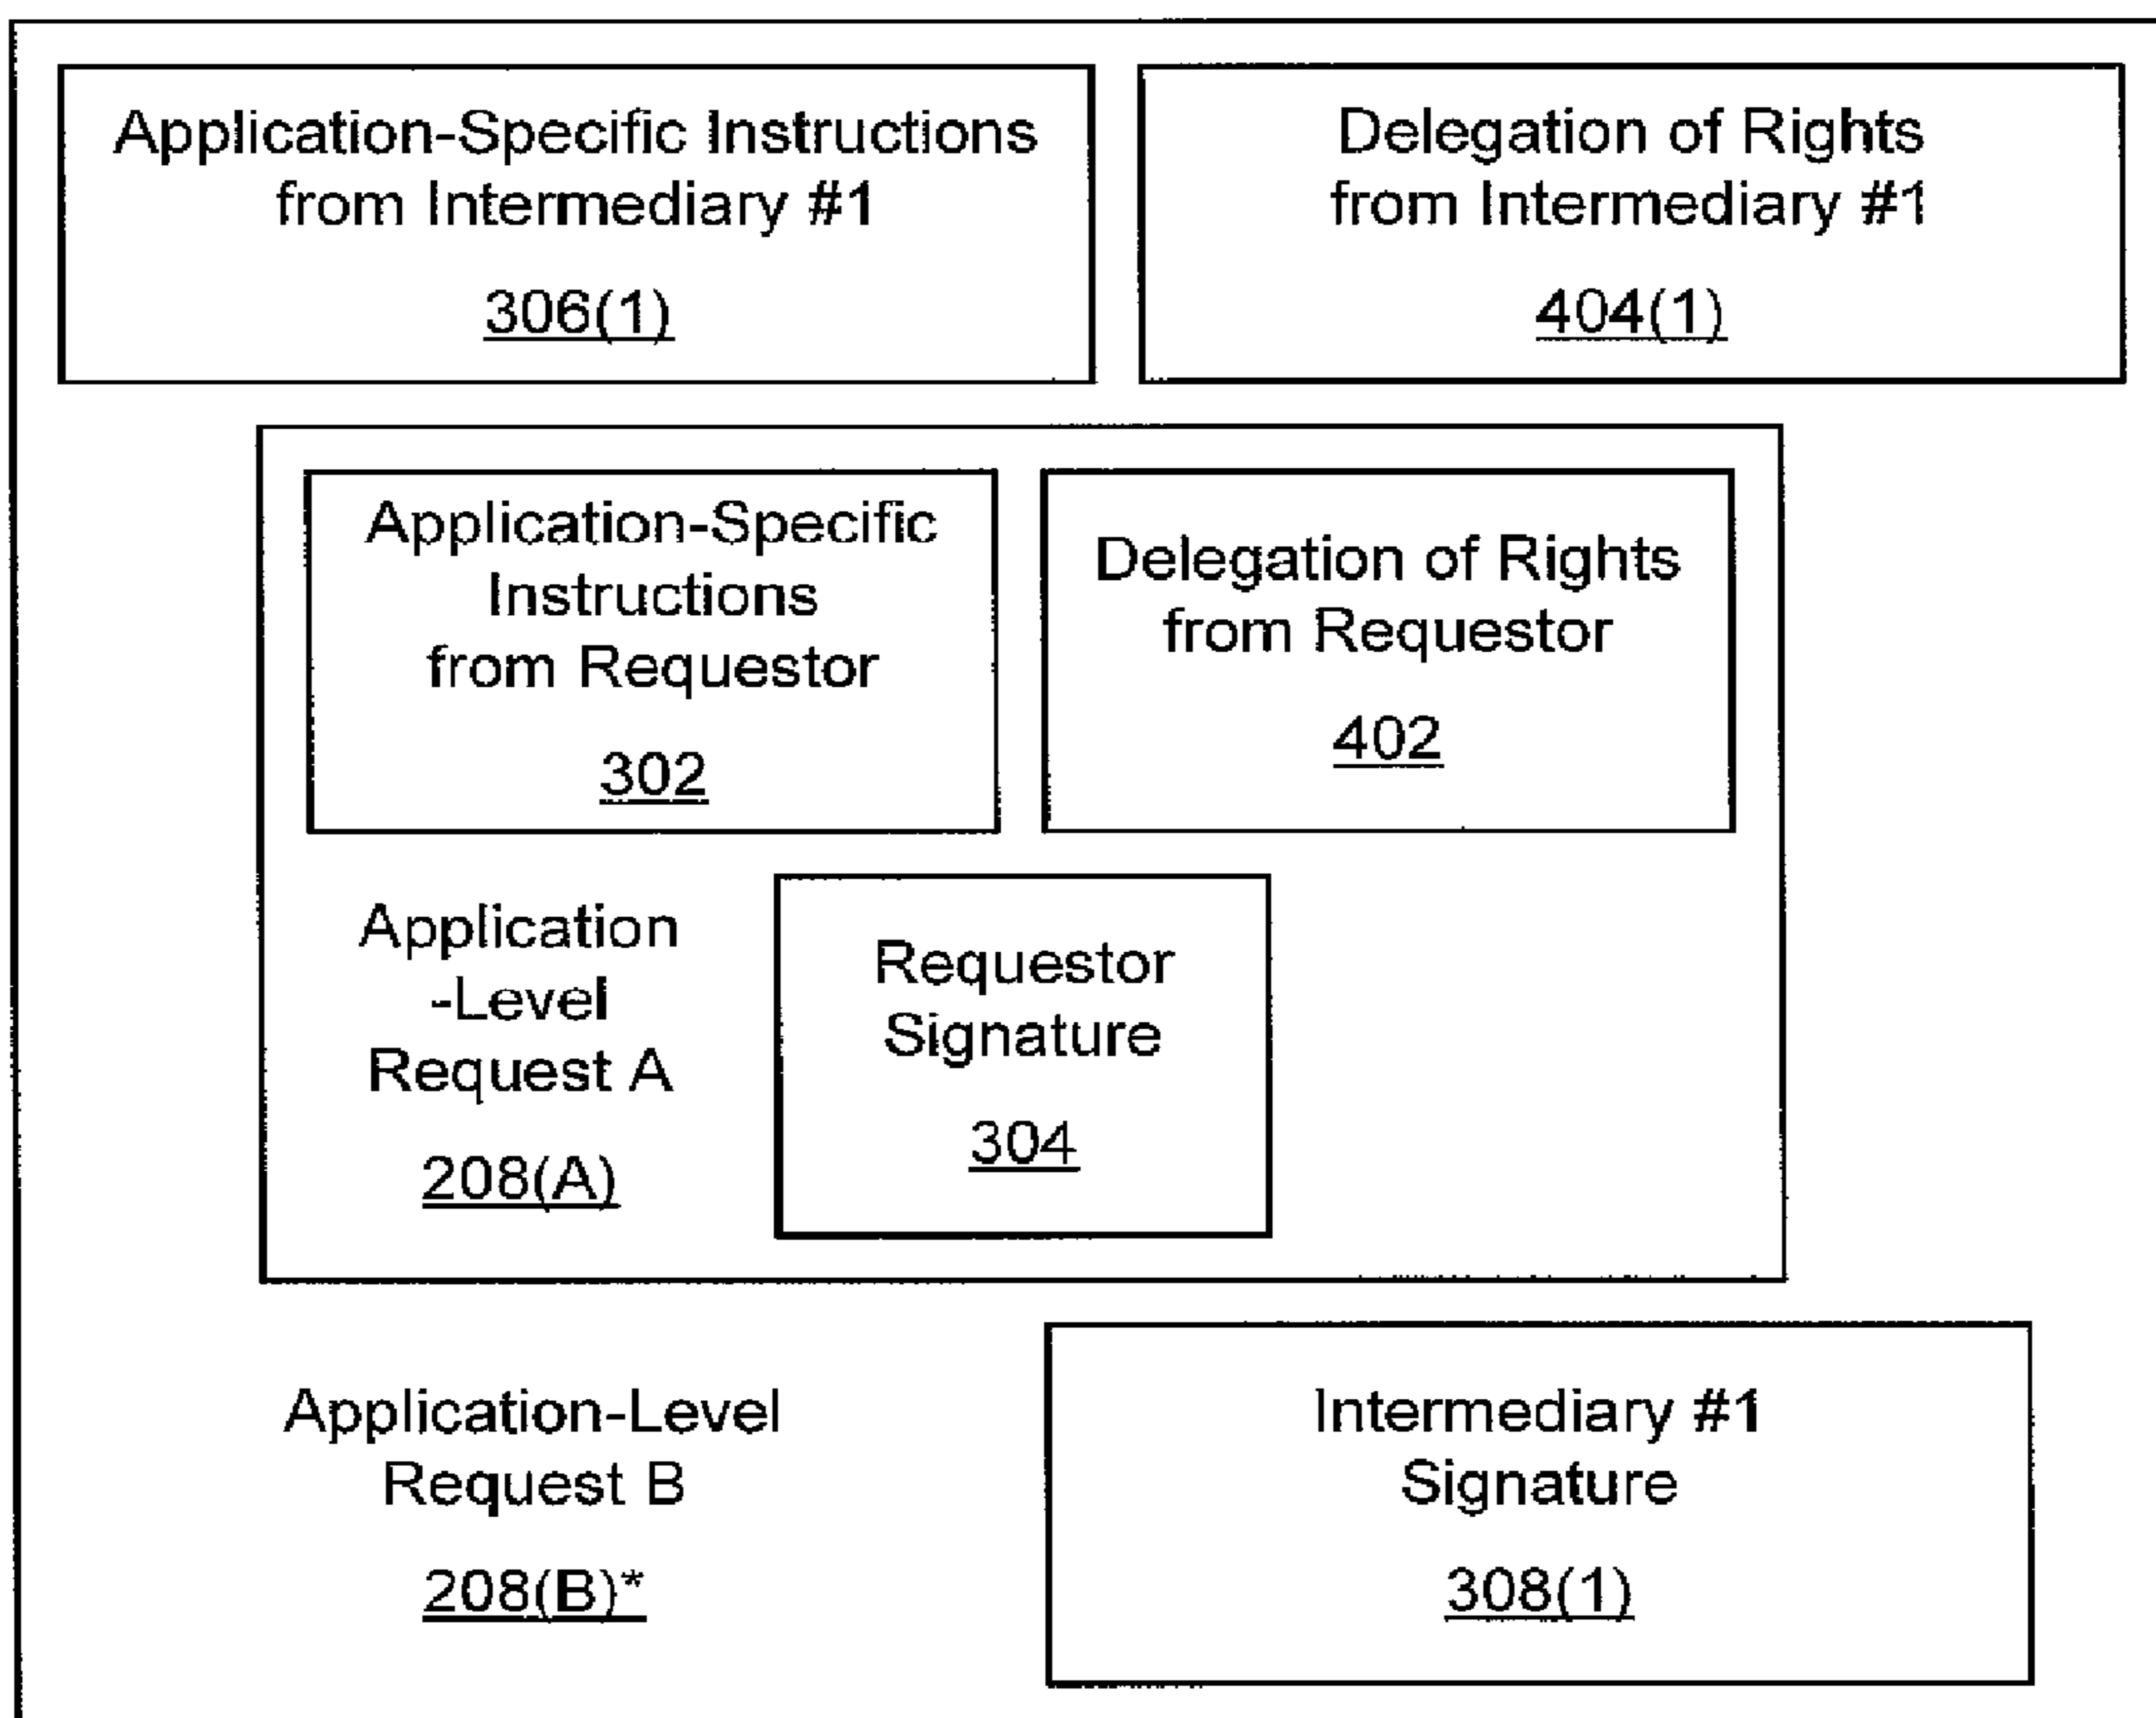 Application-Specific Instructions
from Intermediary #1
306(1)
Delegation of Rights
from Intermediary #1
404(1)
Application-Specific
Instructions
from Requestor
302
Delegation of Rights
from Requestor
402
Application
-Level
Request A
208(A)
Requestor
Signature
304
Application-Level
Request B
208(B)*
Intermediary #1
Signature
308(1)